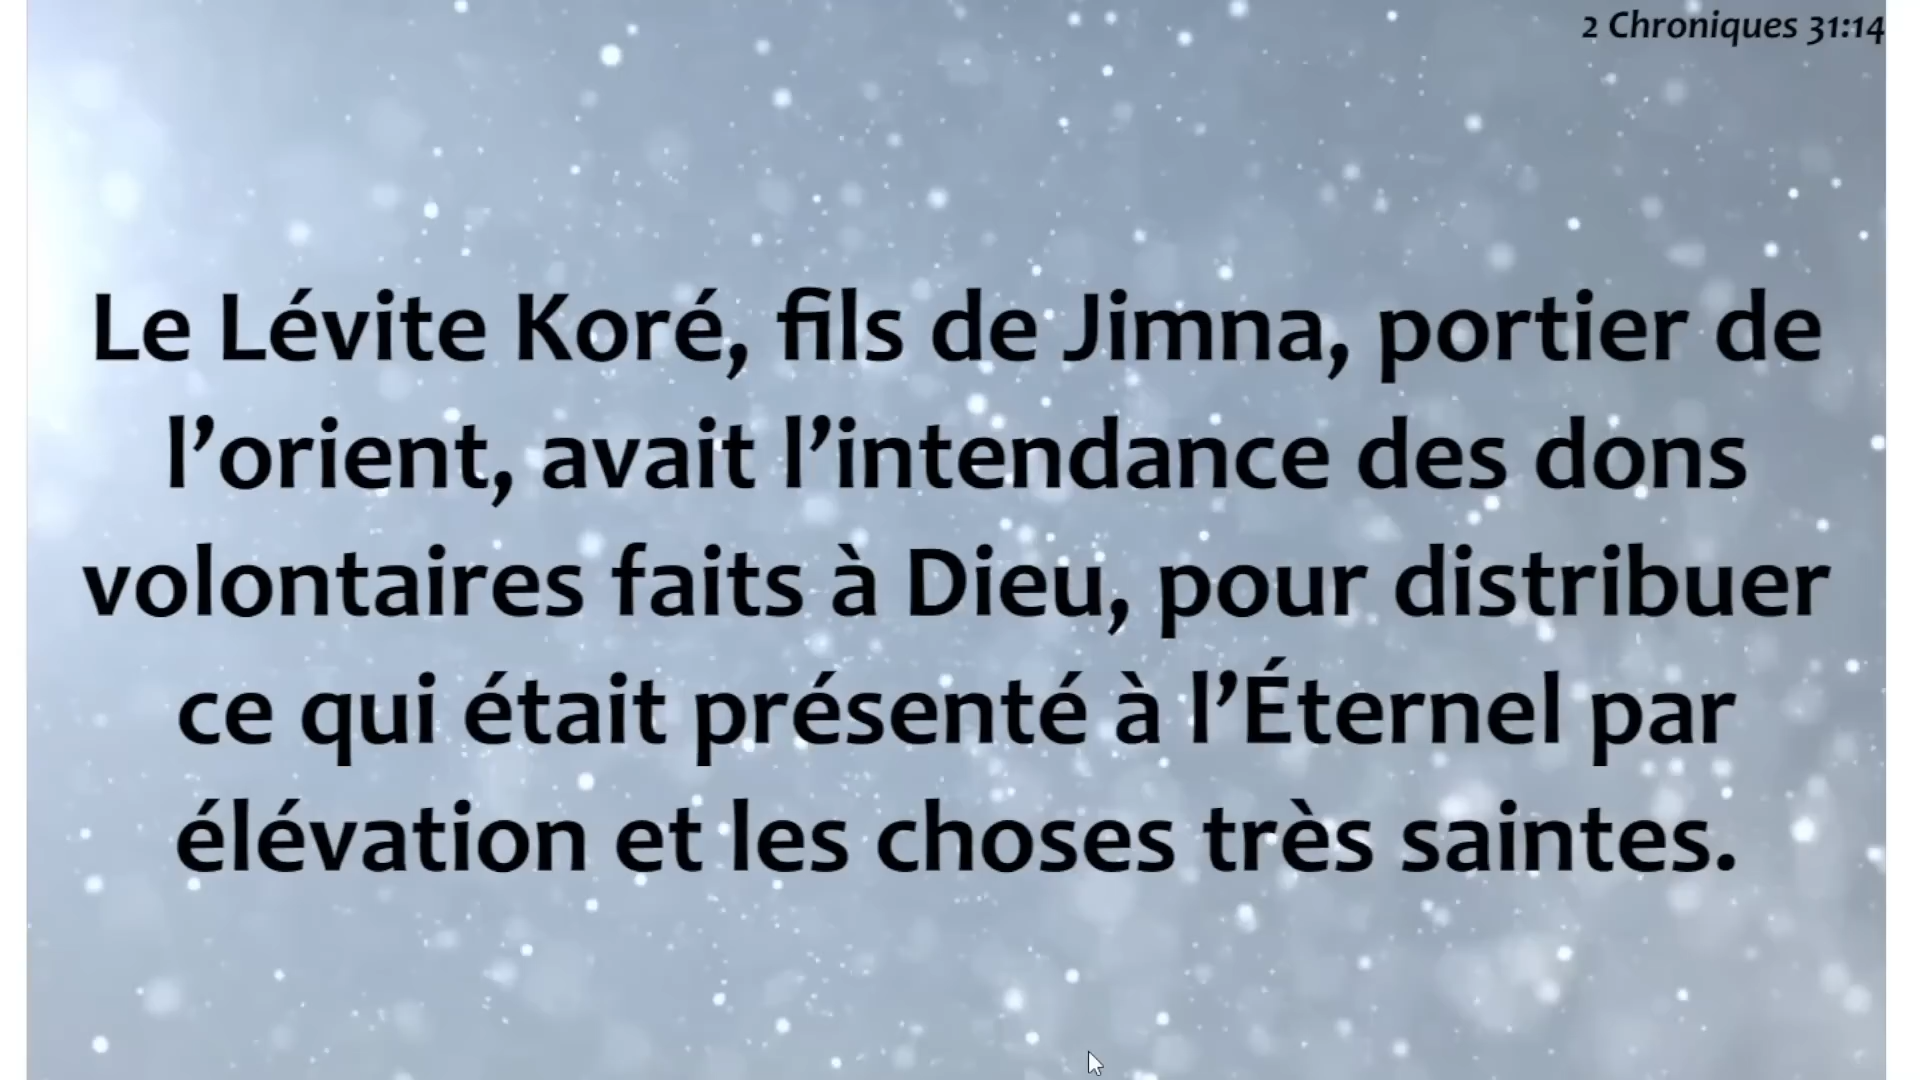 2 Chroniques 31:14
Le Lévite Koré, fils de Jimna, portier de
l’orient, avait l’intendance des dons
volontaires faits à Dieu, pour distribuer
ce qui était présenté à l’Éternel par
élévation et les choses très saintes.